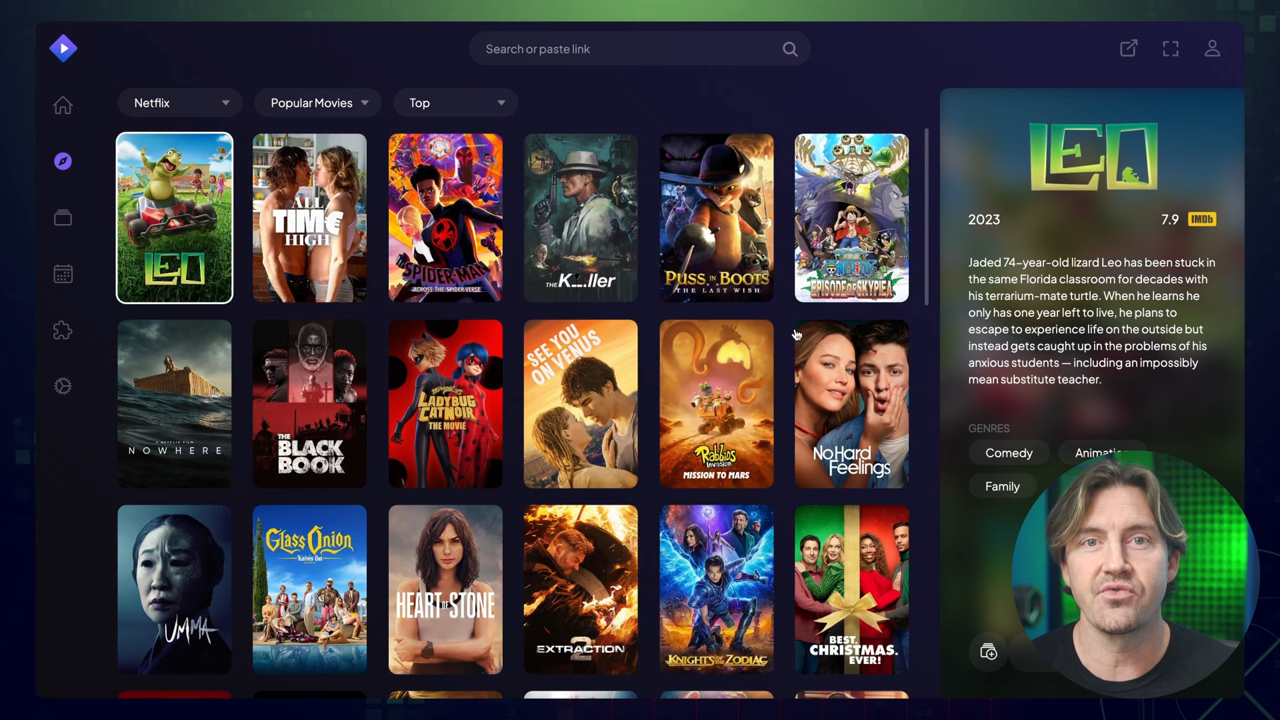 Search or paste link
Netflix
Popular Movies
Top
LEO
ALL
TIM€
HIGH
SPIDER-MAN
ACROSS THE SPIDER-VERSE
THE K_ller
PUSS IN BOOTS
THE LAST WISH
ONE PIECE
EPISODE OF SKYPIEA
A NETFLIX FILM
NOWHERE
THE
BLACK
BOOK
LADYBUG
CATNOIR
THE MOVIE
SEE YOU
ON VENUS
Rabbids
Invasion
MISSION TO MARS
No Hard
Feelings
UMMA
Glass Onion
HEART OF STONE
EXTRACTION
2
KNIGHTS OF THE ZODIAC
BEST.
CHRISTMAS.
EVER!
LEO
2023
7.9 IMDb
Jaded 74-year-old lizard Leo has been stuck in
the same Florida classroom for decades with
his terrarium-mate turtle. When he learns he
only has one year left to live, he plans to
escape to experience life on the outside but
instead gets caught up in the problems of his
anxious students — including an impossibly
mean substitute teacher.
GENRES
Comedy
Family